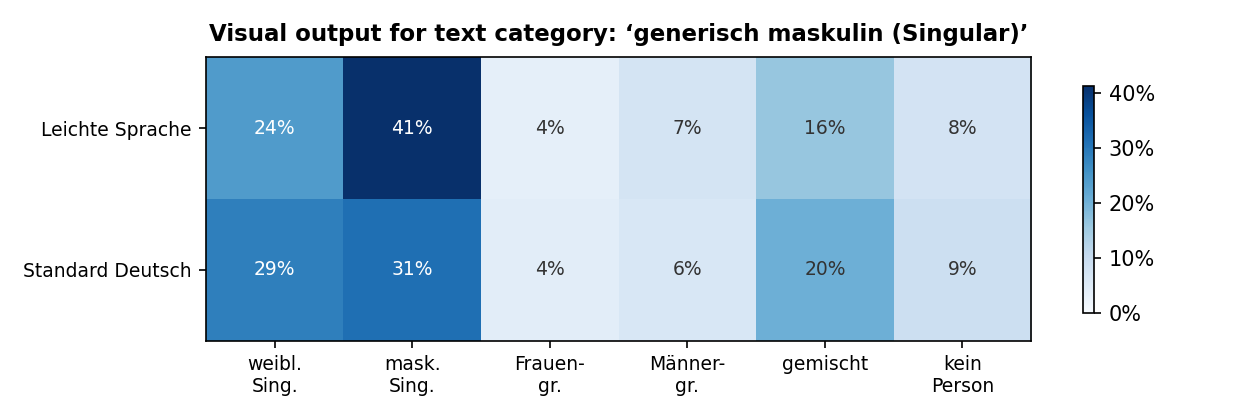 Visual output for text category: ‘generisch maskulin (Singular)’
Leichte Sprache 24% 41% 4% 7% 16% 8%
Standard Deutsch 29% 31% 4% 6% 20% 9%
weibl. mask. Frauen- Männer- gemischt kein
Sing. Sing. gr. gr. Person
40%
30%
20%
10%
0%